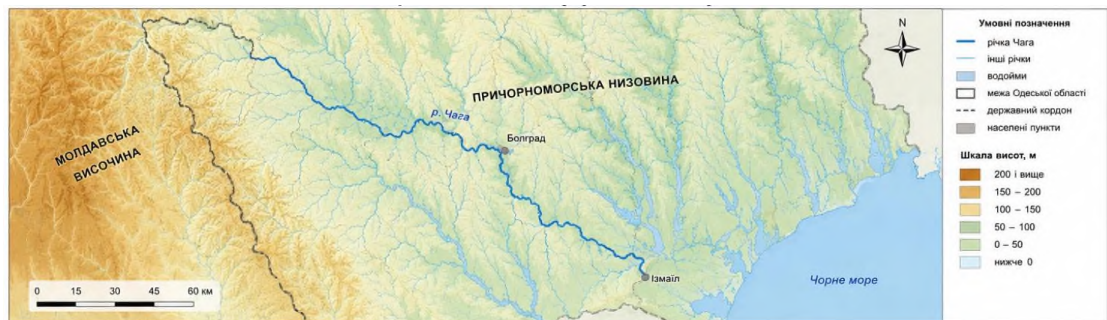 МОЛДАВСЬКА
ВИСОЧИНА
р. Чага
ПРИЧОРНОМОРСЬКА НИЗОВИНА
Болград
Ізмаїл
Чорне море
N
0 15 30 45 60 км
Умовні позначення
річка Чага
інші річки
водойми
межа Одеської області
державний кордон
населені пункти
Шкала висот, м
200 і вище
150 – 200
100 – 150
50 – 100
0 – 50
нижче 0